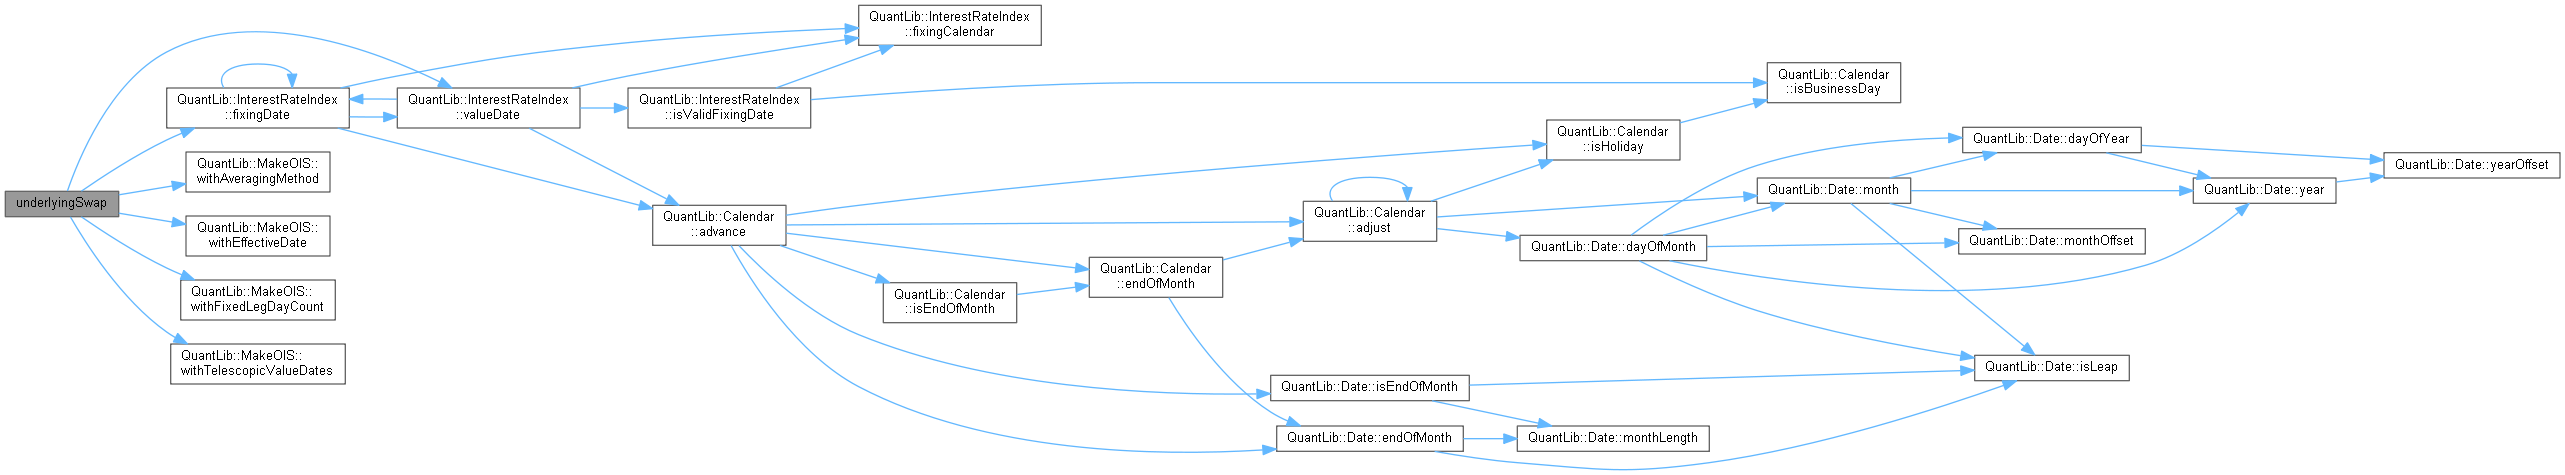 underlyingSwap
QuantLib::InterestRateIndex
::fixingDate
QuantLib::MakeOIS::
withAveragingMethod
QuantLib::MakeOIS::
withEffectiveDate
QuantLib::MakeOIS::
withFixedLegDayCount
QuantLib::MakeOIS::
withTelescopicValueDates
QuantLib::InterestRateIndex
::valueDate
QuantLib::InterestRateIndex
::isValidFixingDate
QuantLib::InterestRateIndex
::fixingCalendar
QuantLib::Calendar
::advance
QuantLib::Calendar
::isEndOfMonth
QuantLib::Calendar
::endOfMonth
QuantLib::Calendar
::adjust
QuantLib::Date::isEndOfMonth
QuantLib::Date::endOfMonth
QuantLib::Calendar
::isHoliday
QuantLib::Date::dayOfMonth
QuantLib::Date::monthLength
QuantLib::Calendar
::isBusinessDay
QuantLib::Date::month
QuantLib::Date::dayOfYear
QuantLib::Date::monthOffset
QuantLib::Date::isLeap
QuantLib::Date::year
QuantLib::Date::yearOffset